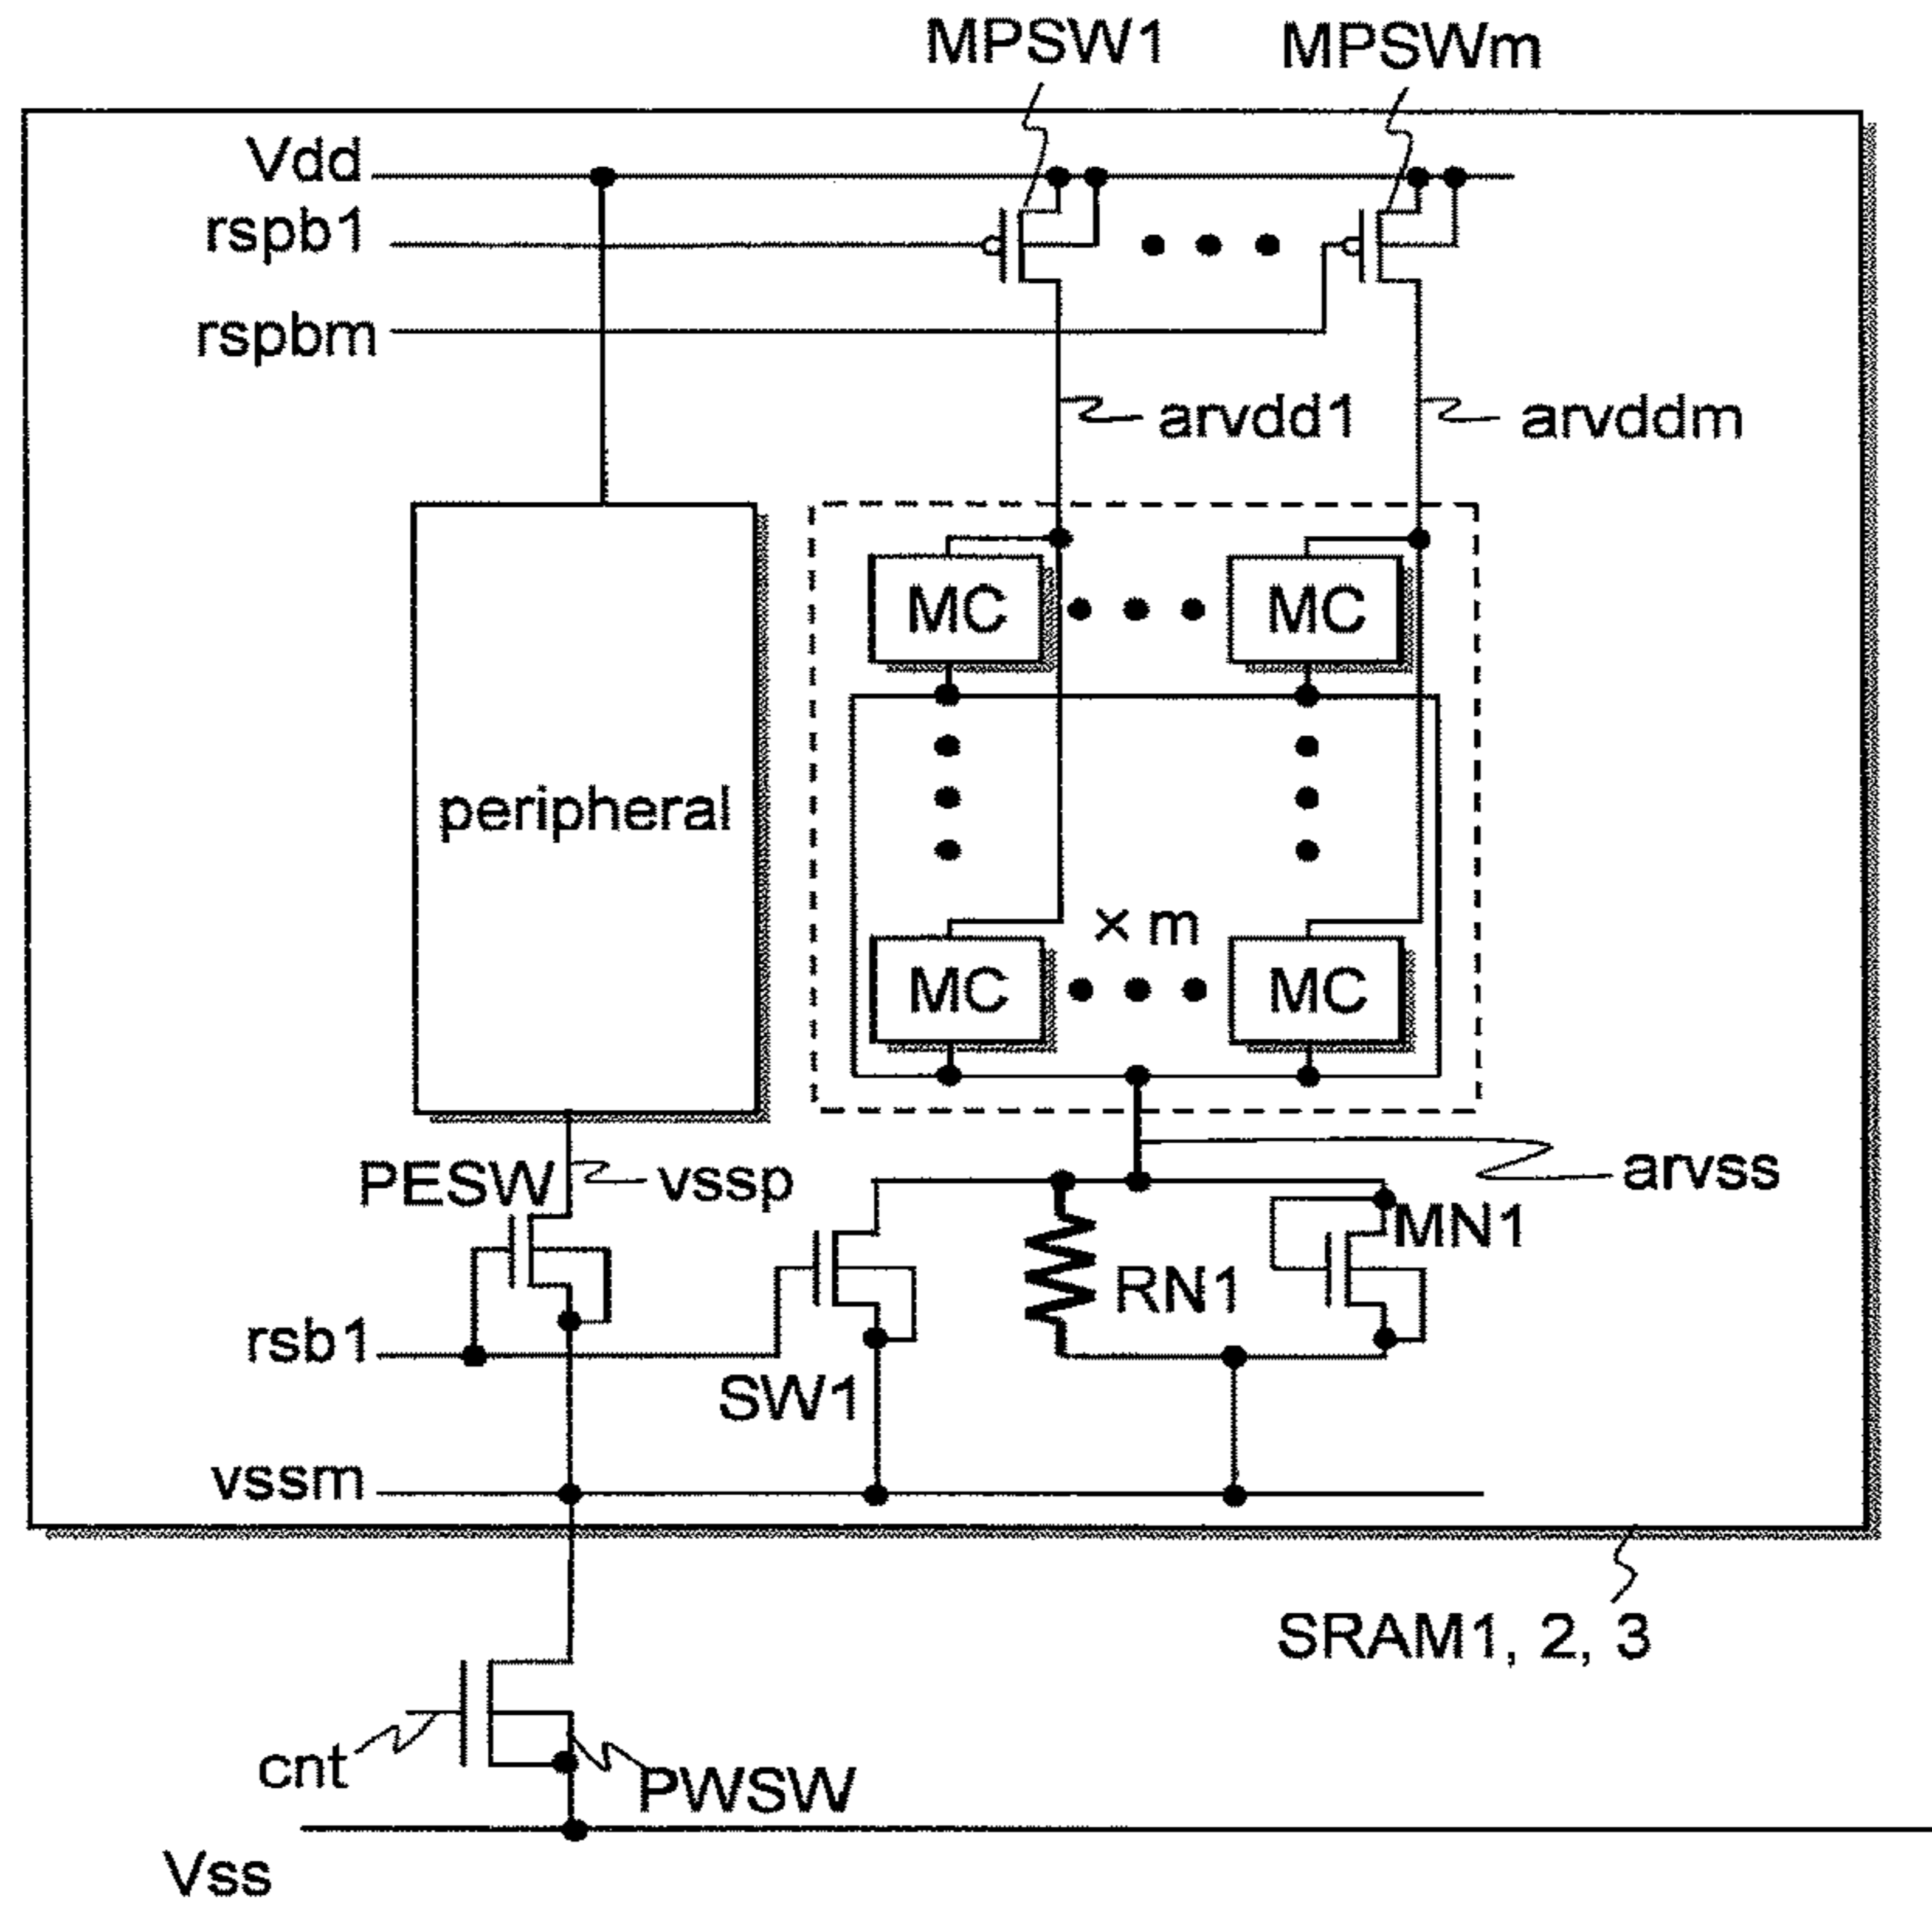 MPSW1 MPSWm
Vdd
rspb1
rspbm
arvdd1 arvddm
MC MC
peripheral
× m
MC MC
PESW vssp arvss
MN1
RN1
rsb1
SW1
vssm
SRAM1, 2, 3
cnt
PWSW
Vss